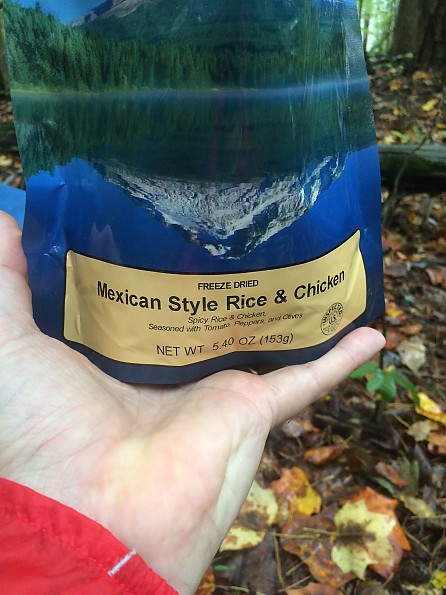 FREEZE DRIED
Mexican Style Rice & Chicken
Spicy Rice & Chicken,
Seasoned with Tomato, Peppers, and Olives
NET WT 5.40 OZ (153g)